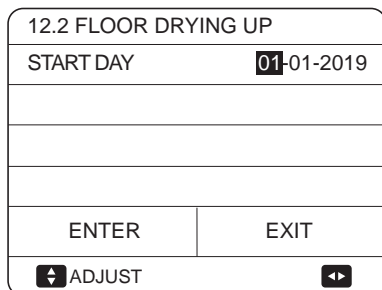 12.2 FLOOR DRYING UP
START DAY 01-01-2019
ENTER EXIT
ADJUST